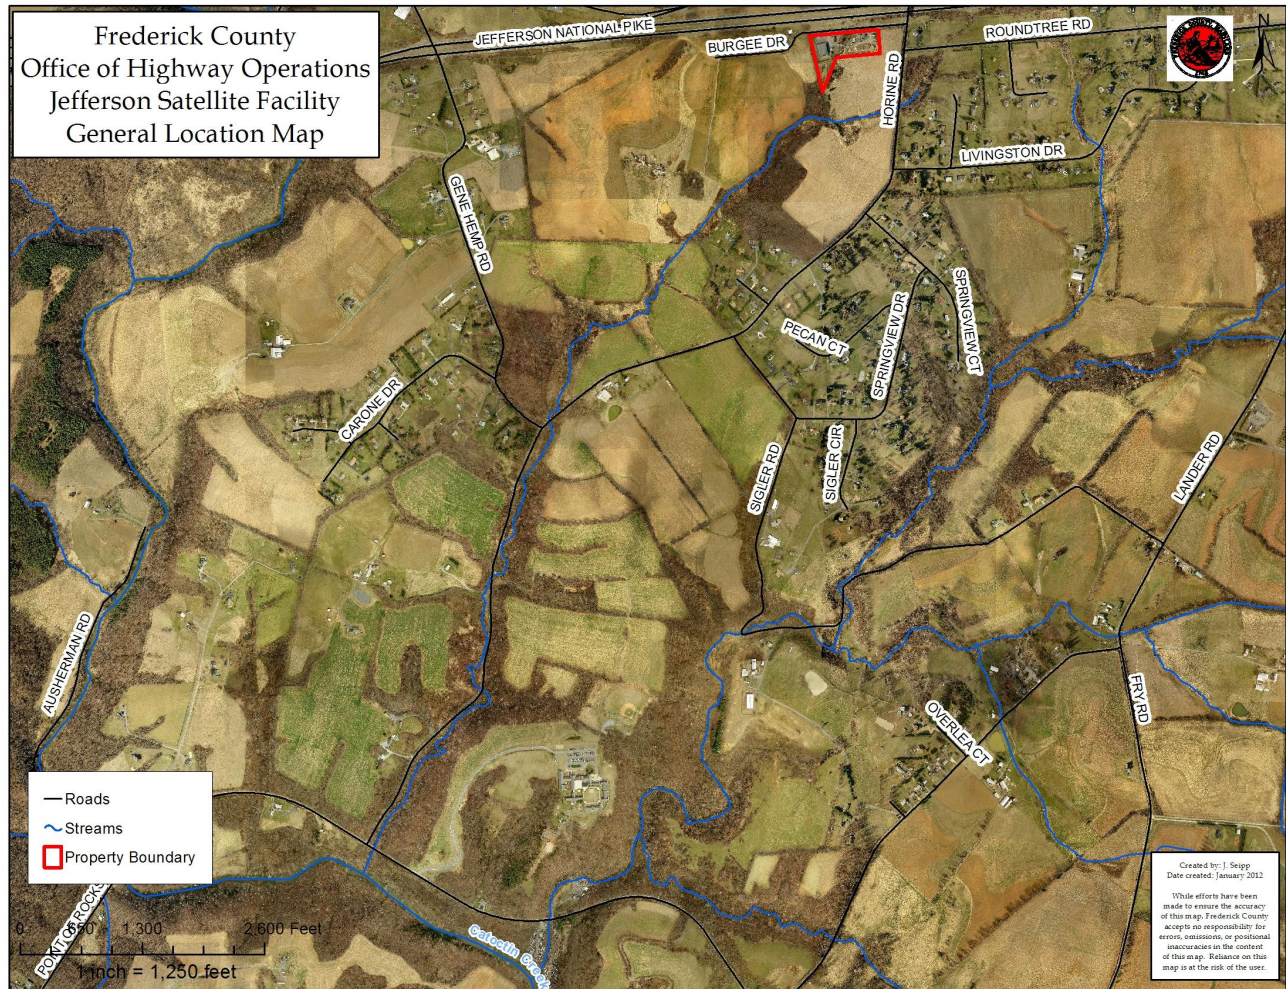 Frederick County
Office of Highway Operations
Jefferson Satellite Facility
General Location Map
JEFFERSON NATIONAL PIKE
BURGEE DR
ROUNDTREE RD
HORINE RD
LIVINGSTON DR
GENE HEMP RD
SPRINGVIEW CT
PECAN CT
SPRINGVIEW DR
CARONE DR
SIGLER RD
SIGLER CIR
LANDER RD
AUSHERMAN RD
FRY RD
OVERLEA CT
Roads
Streams
Property Boundary
POINT OF ROCKS
0 650 1,300 2,600 Feet
1 inch = 1,250 feet
Catoctin Creek
Created by: J. Seipp
Date created: January 2012
While efforts have been
made to ensure the accuracy
of this map, Frederick County
accepts no responsibility for
errors, omissions, or positional
inaccuracies in the content
of this map. Reliance on this
map is at the risk of the user.
N